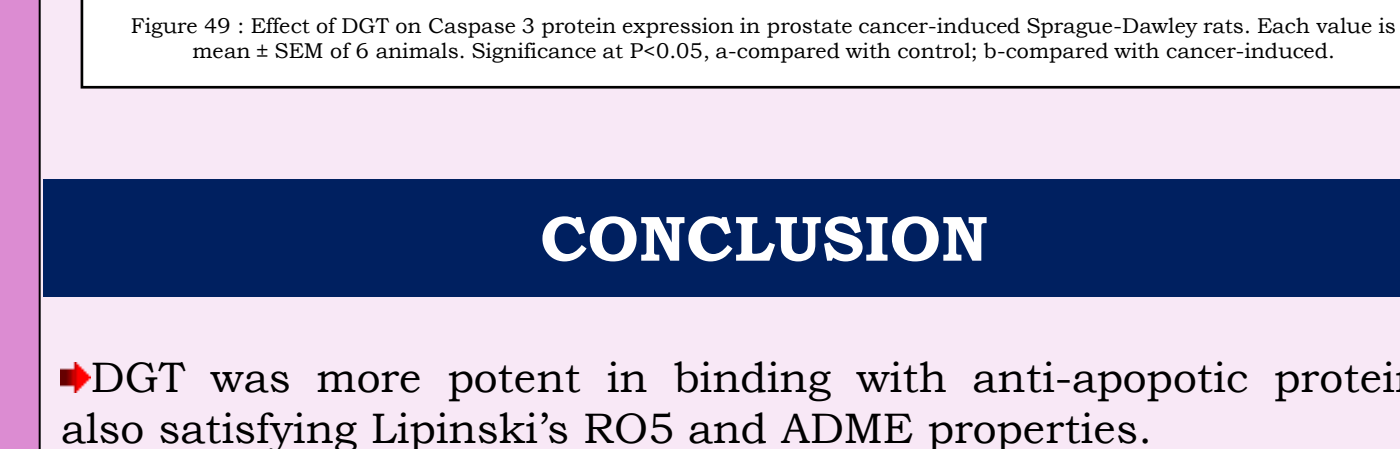 Figure 49 : Effect of DGT on Caspase 3 protein expression in prostate cancer-induced Sprague-Dawley rats. Each value is
mean ± SEM of 6 animals. Significance at P<0.05, a-compared with control; b-compared with cancer-induced.
CONCLUSION
DGT was more potent in binding with anti-apopotic protein
also satisfying Lipinski's RO5 and ADME properties.